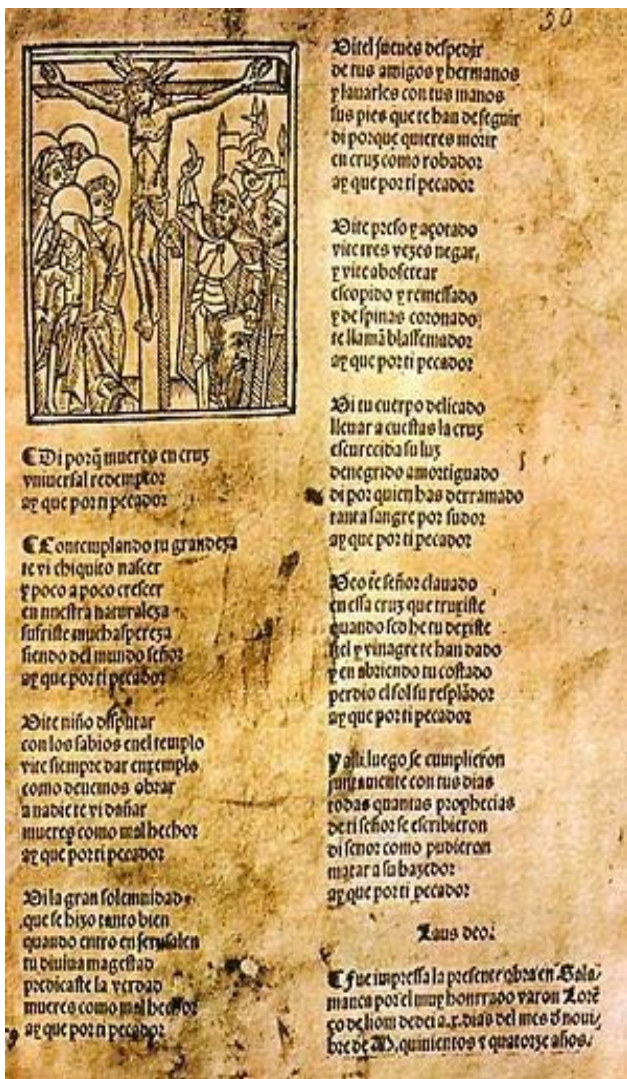 50
¶ Di porq̃ mueres en cruz
vniuersal redemptor
ay que por ti pecador
¶ Contemplando tu grandeza
te vi chiquito nascer
y poco a poco crescer
en nuestra naturaleza
sufriste mucha spereza
siendo del mundo señor
ay que por ti pecador
Vite niño disputar
con los sabios enel templo
vite siempre dar enxemplo
como deuemos obrar
a nadie te vi dañar
mueres como mal hechor
ay que por ti pecador
Vi la gran solemnidad
que se hizo tanto bien
quando entro en jerusalen
tu diuina magestad
predicaste la verdad
mueres como mal hechor
ay que por ti pecador
Vitel sueues despedir
de tus amigos y hermanos
y lauarles con tus manos
sus pies que te han de seguir
di porque quieres morir
en cruz como robador
ay que por ti pecador
Vite preso y açotado
vite tres vezes negar,
y vite abofetear
escopido y remessado
y de spinas coronado
te llamã blassemador
ay que por ti pecador
Vi tu cuerpo delicado
lleuar a cuestas la cruz
escurecida su luz
denegrido amortiguado
di por quien has derramado
tanta sangre por sudor
ay que por ti pecador
Veo te señor clauado
en essa cruz que truxiste
quando sed he tu dexiste
hiel y vinagre te han dado
y en abriendo tu costado
perdio el sol su resplãdor
ay que por ti pecador
y alli luego se cumplieron
juntamente con tus dias
todas quantas prophecias
de ti señor se escribieron
di senor como pudieron
matar a su hazedor
ay que por ti pecador
Laus deo.
¶ Fue impressa la presente obra en Sala/
manca por el muy honrrado varon Lorẽ
ço de liom dedei a .x. dias del mes d̃ noui/
bre de M. quinientos y quatorze años.